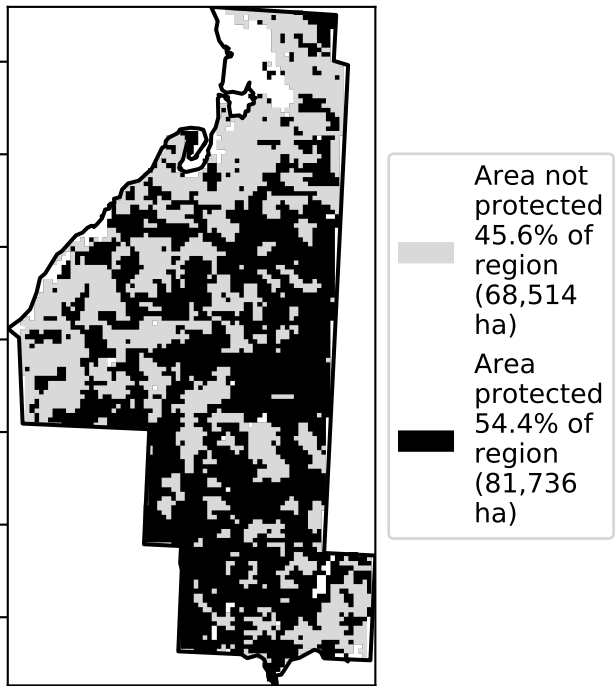 Area not
protected
45.6% of
region
(68,514
ha)
Area
protected
54.4% of
region
(81,736
ha)